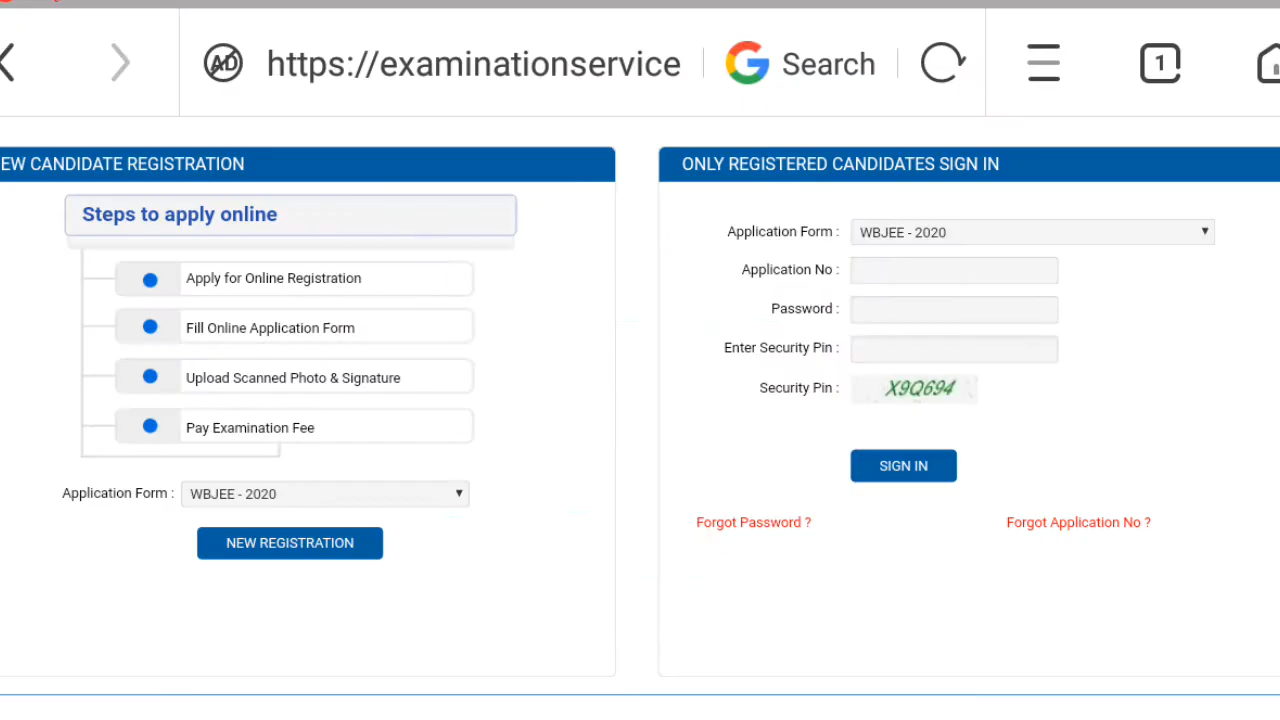 AD
https://examinationservice
Search
1
EW CANDIDATE REGISTRATION
Steps to apply online
Apply for Online Registration
Fill Online Application Form
Upload Scanned Photo & Signature
Pay Examination Fee
Application Form : WBJEE - 2020
NEW REGISTRATION
ONLY REGISTERED CANDIDATES SIGN IN
Application Form : WBJEE - 2020
Application No :
Password :
Enter Security Pin :
Security Pin : X9Q694
SIGN IN
Forgot Password ?
Forgot Application No ?